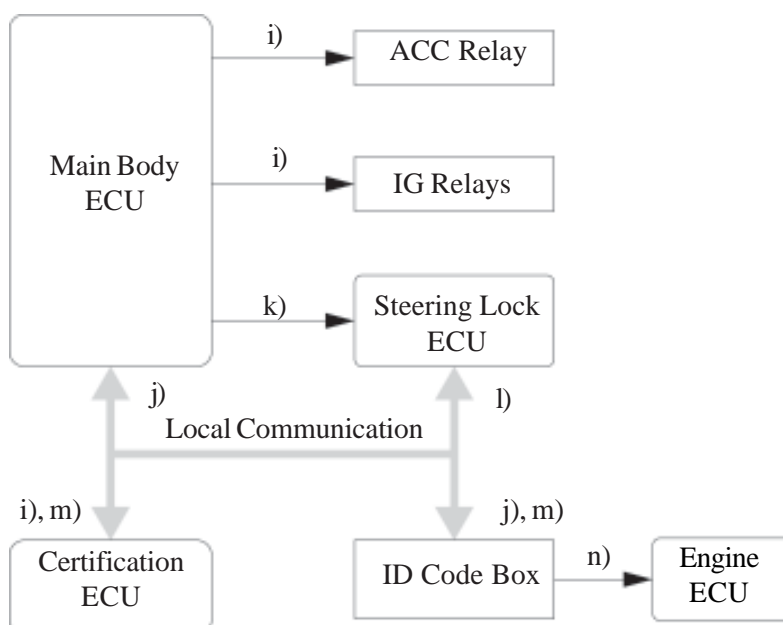 i)
ACC Relay
Main Body
ECU
i)
IG Relays
k)
Steering Lock
ECU
j)
l)
Local Communication
i), m)
j), m)
Certification
ECU
ID Code Box
n)
Engine
ECU